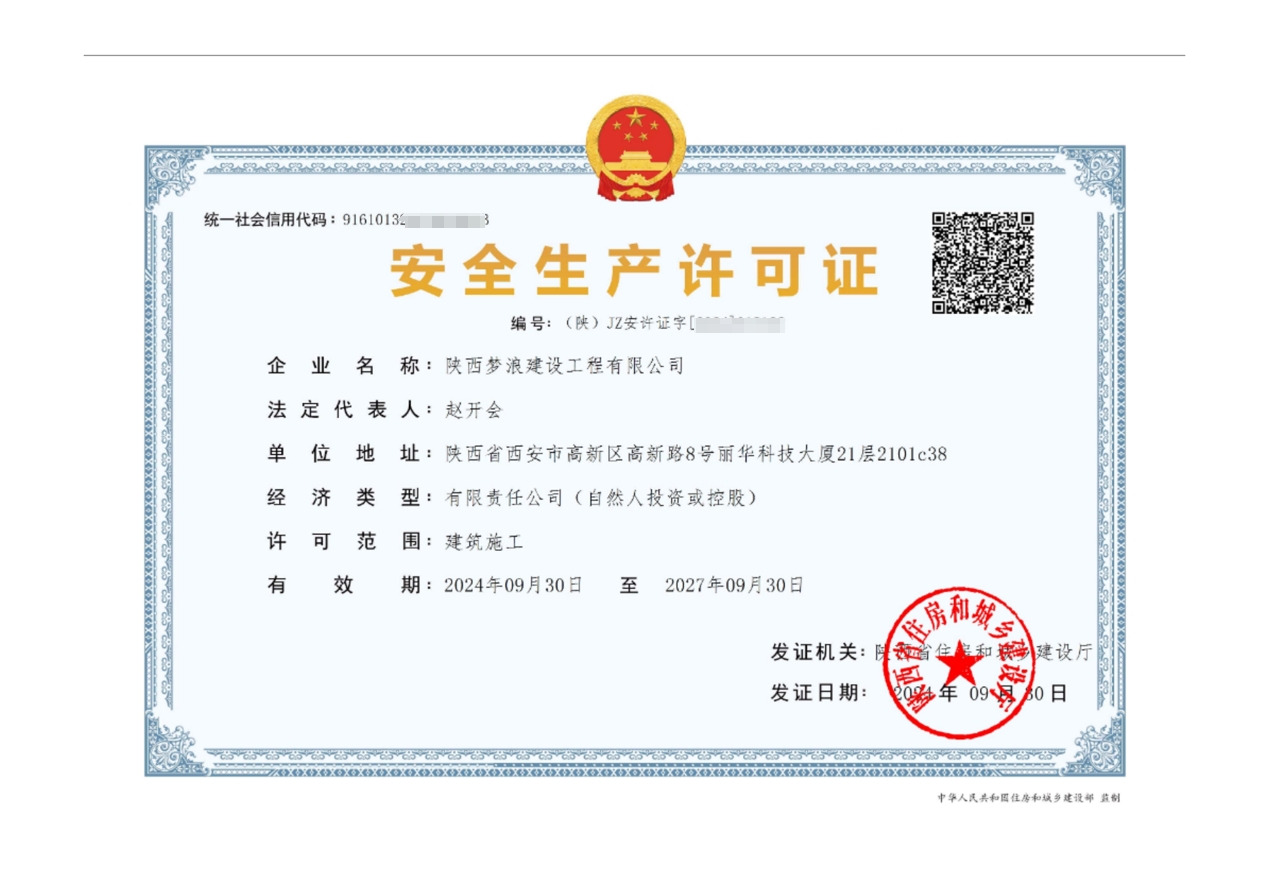 统一社会信用代码：9161013
安全生产许可证
编号：（陕）JZ安许证字[
企业名称：陕西梦浪建设工程有限公司
法定代表人：赵开会
单位地址：陕西省西安市高新区高新路8号丽华科技大厦21层2101c38
经济类型：有限责任公司（自然人投资或控股）
许可范围：建筑施工
有效期：2024年09月30日 至 2027年09月30日
发证机关：陕西省住房和城乡建设厅
发证日期：2024年09月30日
陕西省住房和城乡建设厅
中华人民共和国住房和城乡建设部 监制